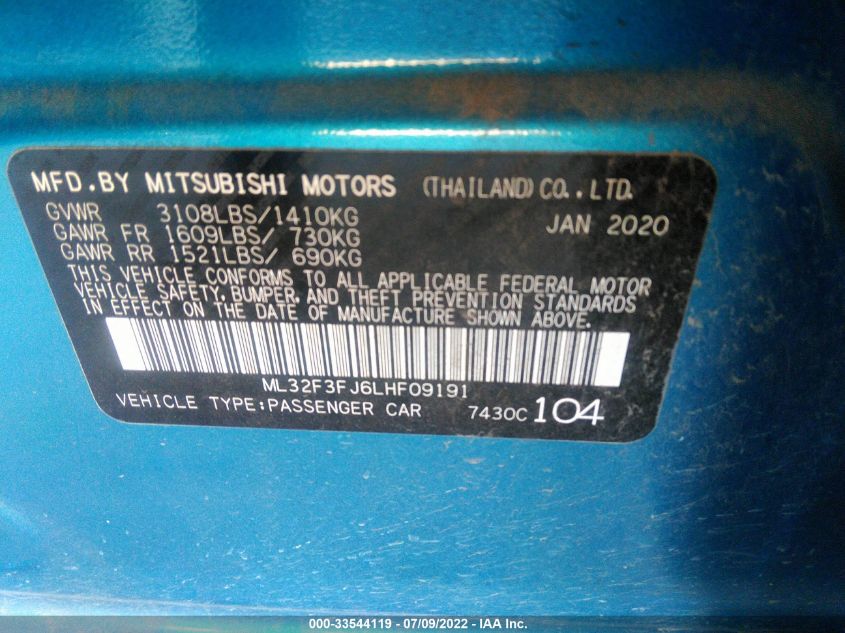 MFD.BY MITSUBISHI MOTORS (THAILAND) CO., LTD.
GVWR 3108LBS/1410KG JAN 2020
GAWR FR 1609LBS/ 730KG
GAWR RR 1521LBS/ 690KG
THIS VEHICLE CONFORMS TO ALL APPLICABLE FEDERAL MOTOR
VEHICLE SAFETY, BUMPER, AND THEFT PREVENTION STANDARDS
IN EFFECT ON THE DATE OF MANUFACTURE SHOWN ABOVE.
ML32F3FJ6LHF09191
VEHICLE TYPE:PASSENGER CAR 7430C 104
000-33544119 - 07/09/2022 - IAA Inc.